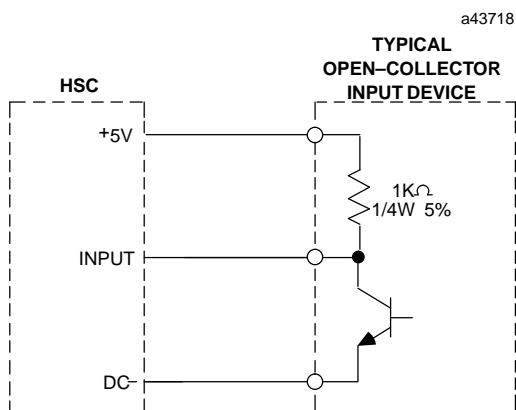 a43718
TYPICAL
OPEN–COLLECTOR
INPUT DEVICE
HSC
+5V
1KΩ
1/4W 5%
INPUT
DC–